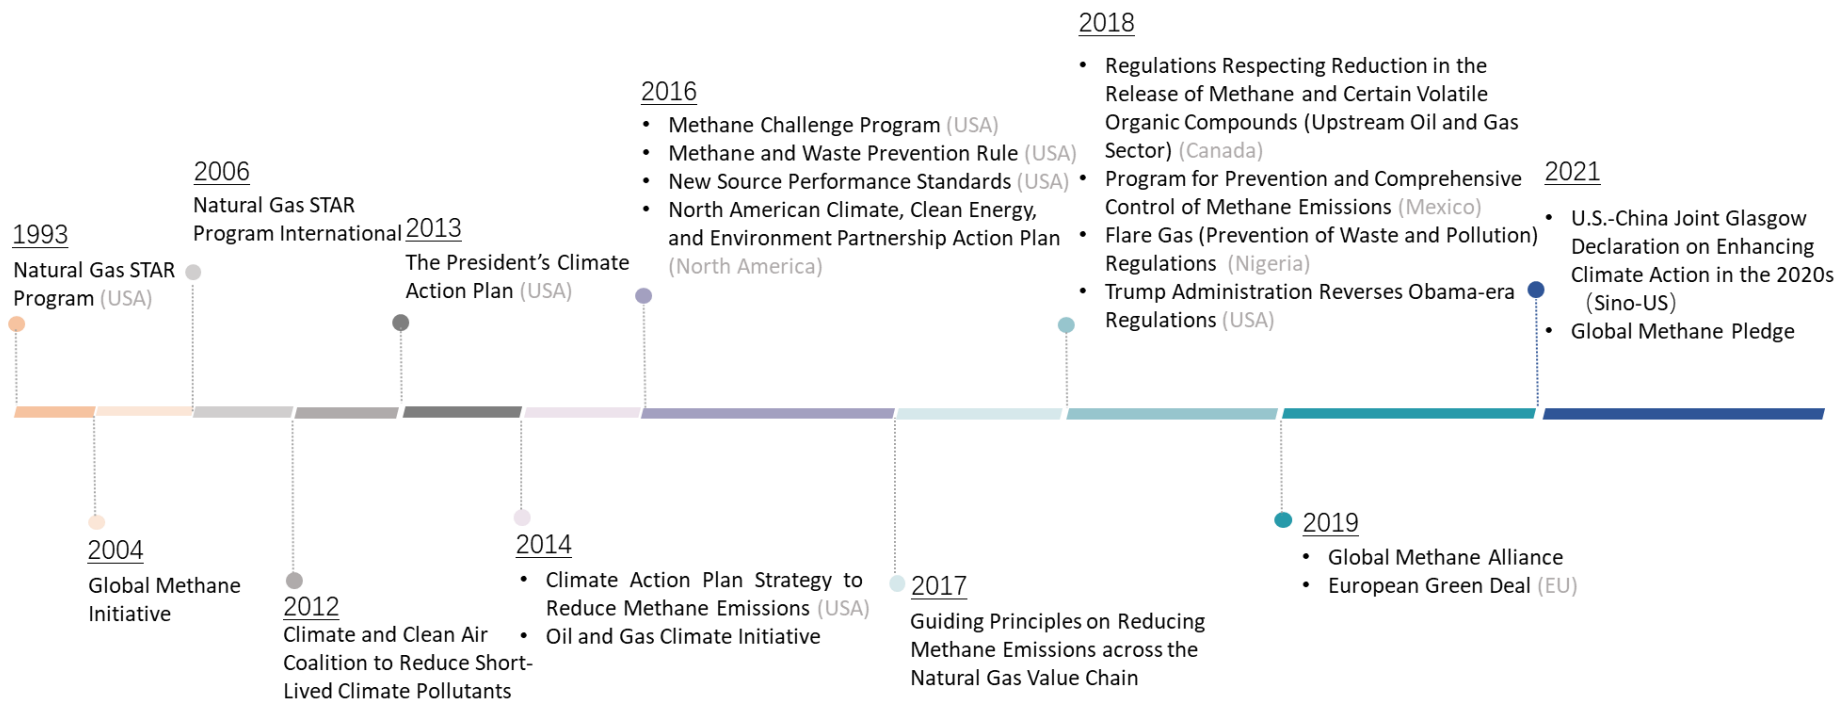 1993
Natural Gas STAR
Program (USA)
2004
Global Methane
Initiative
2006
Natural Gas STAR
Program International
2012
Climate and Clean Air
Coalition to Reduce Short-
Lived Climate Pollutants
2013
The President’s Climate
Action Plan (USA)
2014
• Climate Action Plan Strategy to
Reduce Methane Emissions (USA)
• Oil and Gas Climate Initiative
2016
• Methane Challenge Program (USA)
• Methane and Waste Prevention Rule (USA)
• New Source Performance Standards (USA)
• North American Climate, Clean Energy,
and Environment Partnership Action Plan
(North America)
2017
Guiding Principles on Reducing
Methane Emissions across the
Natural Gas Value Chain
2018
• Regulations Respecting Reduction in the
Release of Methane and Certain Volatile
Organic Compounds (Upstream Oil and Gas
Sector) (Canada)
• Program for Prevention and Comprehensive
Control of Methane Emissions (Mexico)
• Flare Gas (Prevention of Waste and Pollution)
Regulations (Nigeria)
• Trump Administration Reverses Obama-era
Regulations (USA)
2019
• Global Methane Alliance
• European Green Deal (EU)
2021
• U.S.-China Joint Glasgow
Declaration on Enhancing
Climate Action in the 2020s
（Sino-US）
• Global Methane Pledge